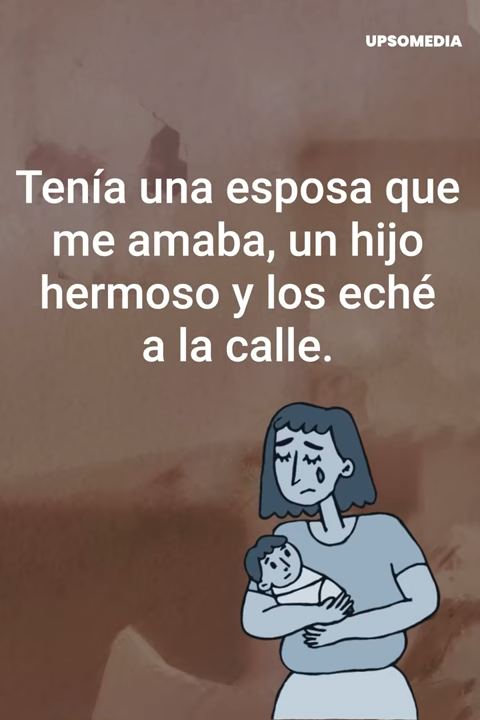 UPSOMEDIA
Tenía una esposa que
me amaba, un hijo
hermoso y los eché
a la calle.